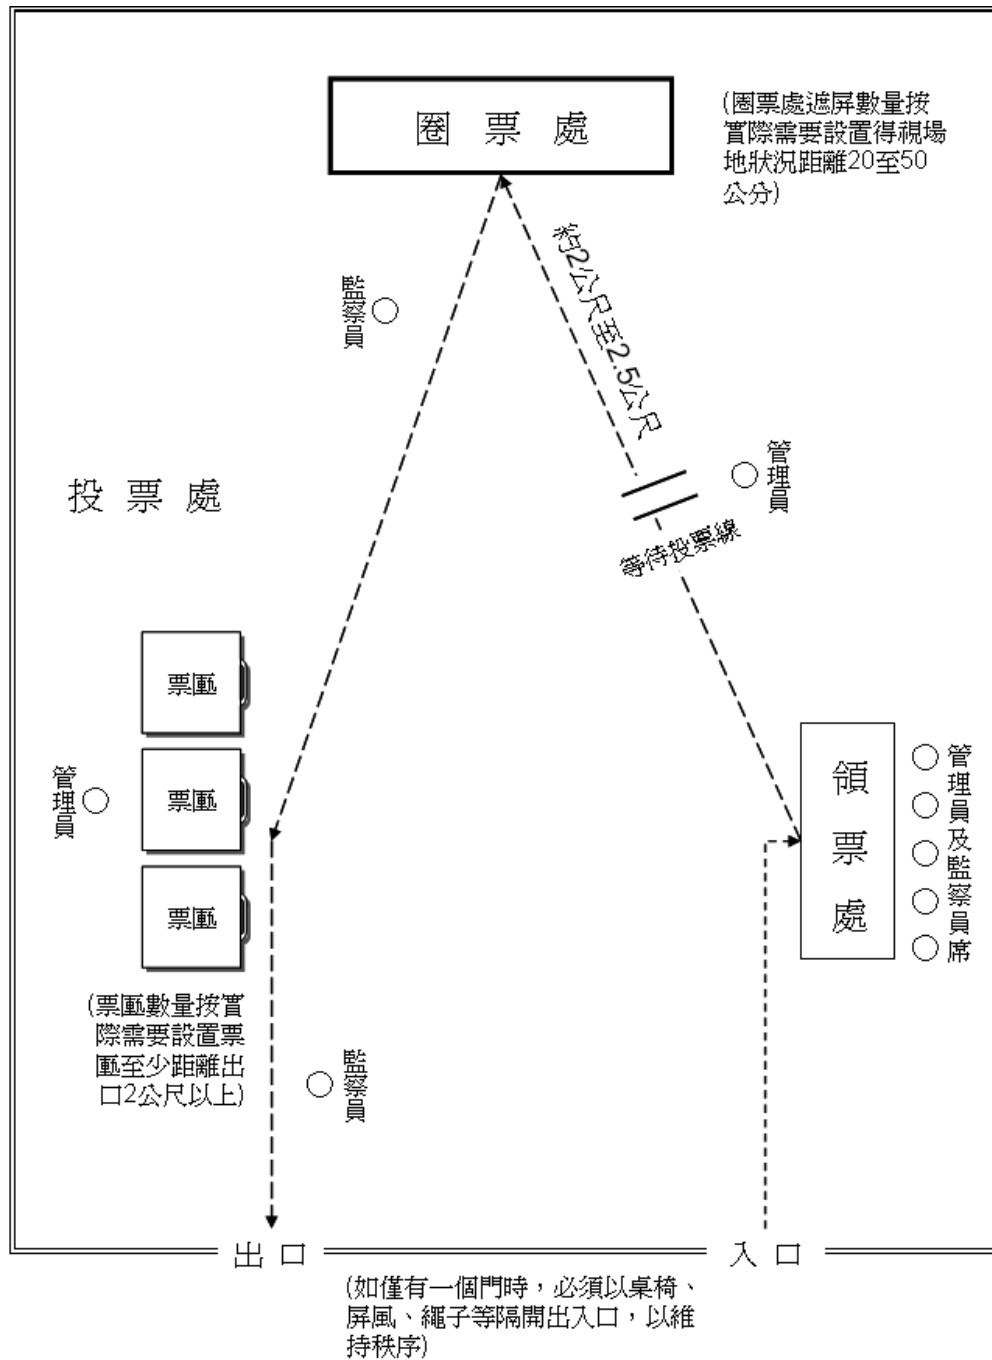 圈 票 處
(圈票處遮屏數量按
實際需要設置得視場
地狀況距離20至50
公分)
監察員
約2公尺至2.5公尺
管理員
投 票 處
等待投票線
票匭
票匭
票匭
管理員
領票處
管理員及監察員席
(票匭數量按實
際需要設置票
匭至少距離出
口2公尺以上)
監察員
出 口
入 口
(如僅有一個門時，必須以桌椅、
屏風、繩子等隔開出入口，以維
持秩序)